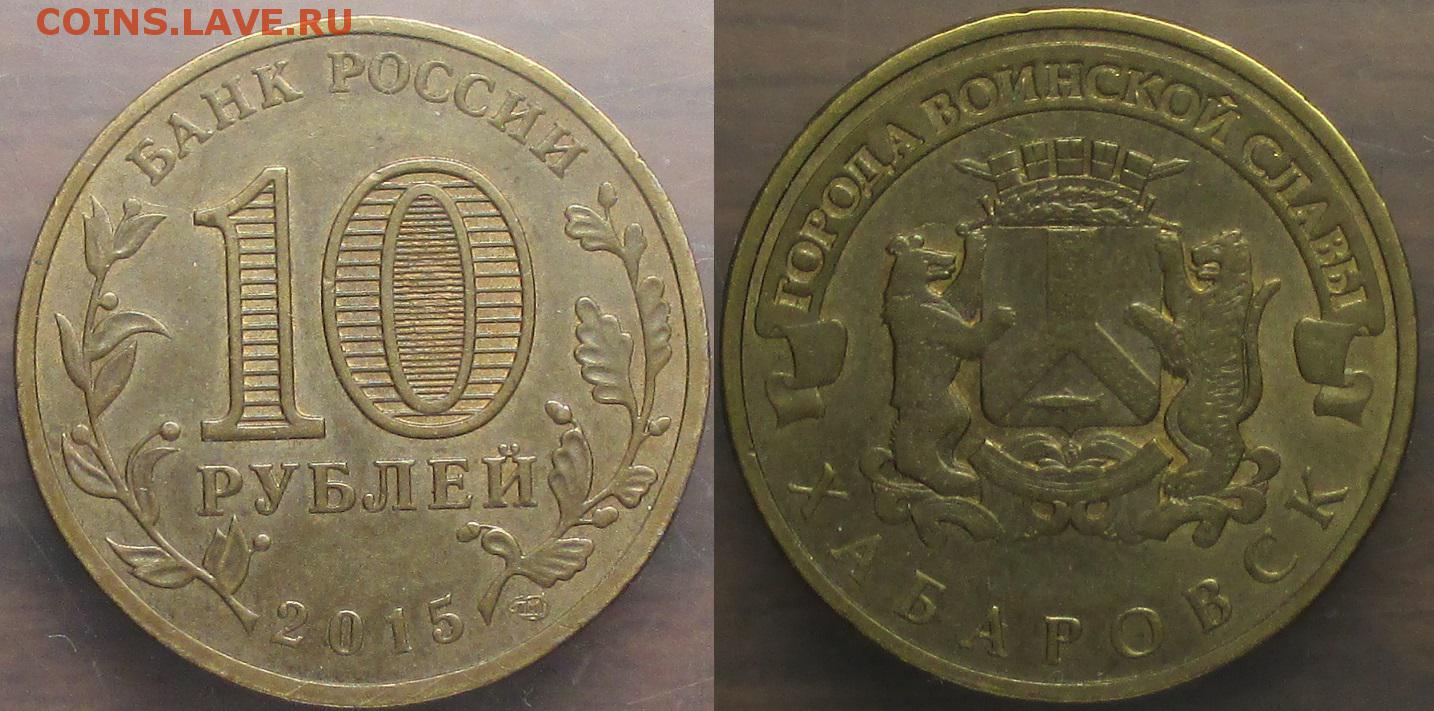 COINS.LAVE.RU
БАНК РОССИИ
10
РУБЛЕЙ
2015
ГОРОДА ВОИНСКОЙ СЛАВЫ
ХАБАРОВСК